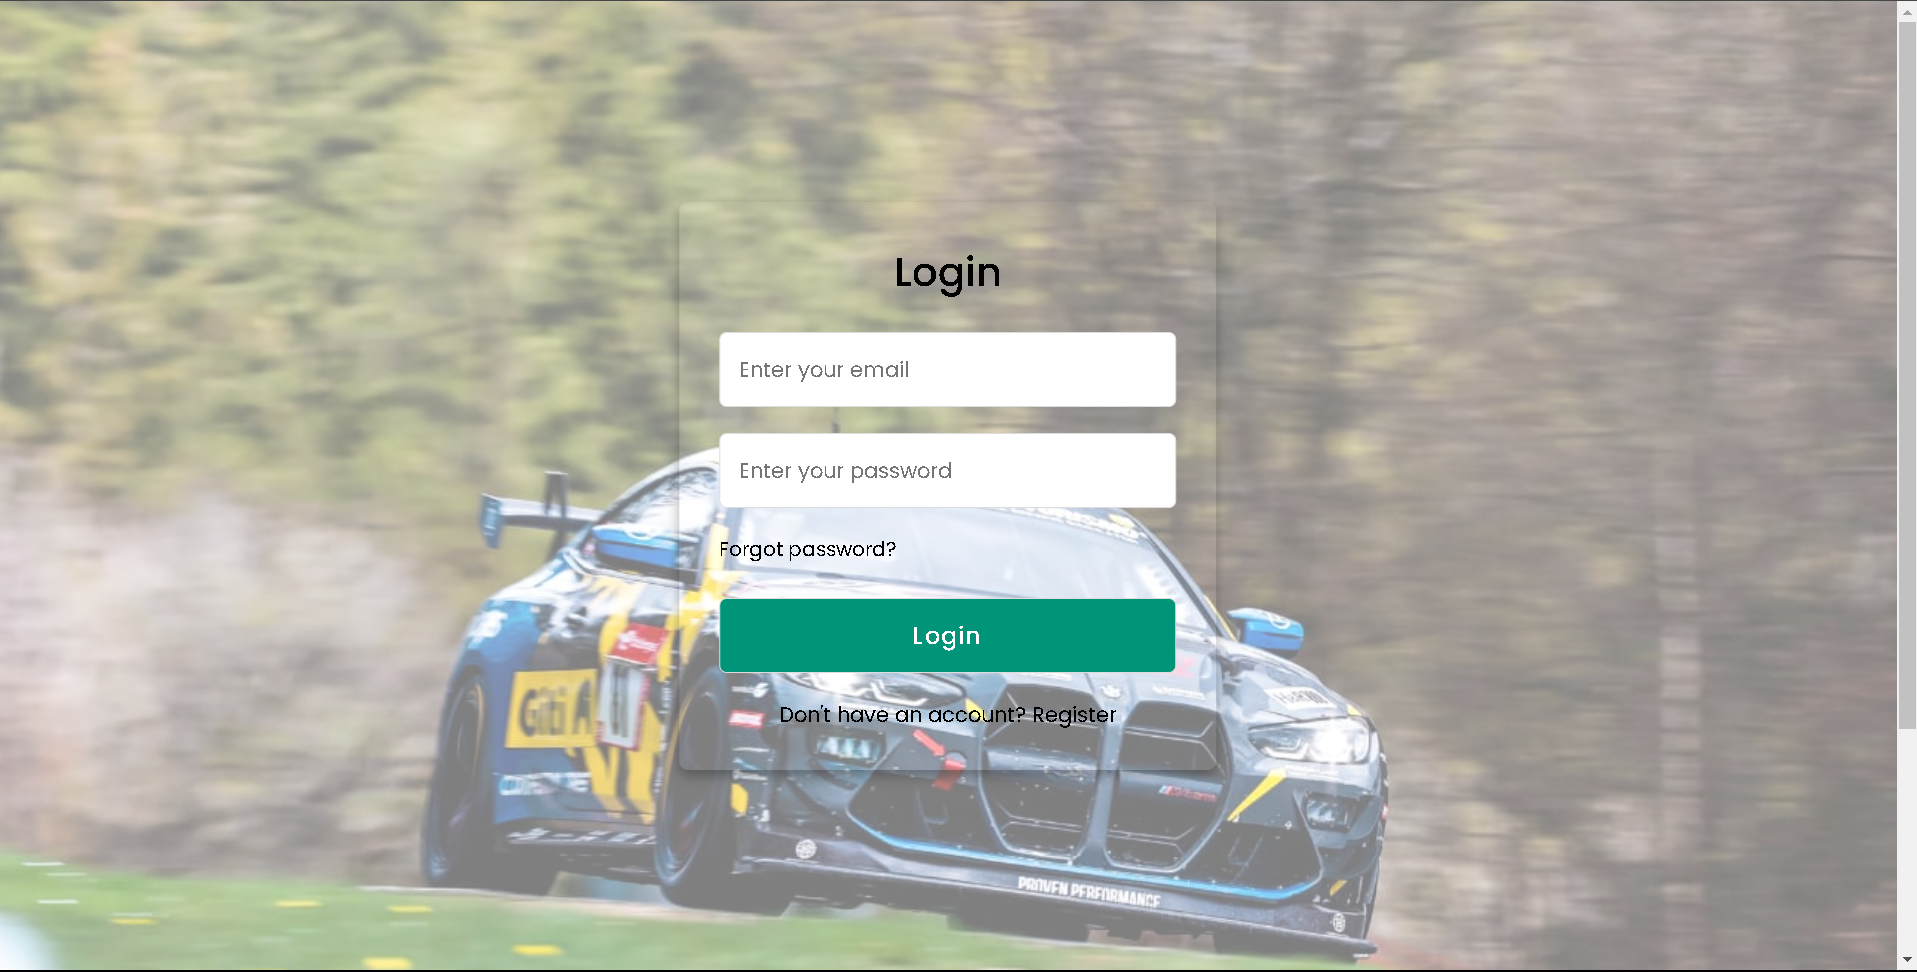 Login
Enter your email
Enter your password
Forgot password?
Login
Giti
Don't have an account? Register
PROVEN PERFORMANCE